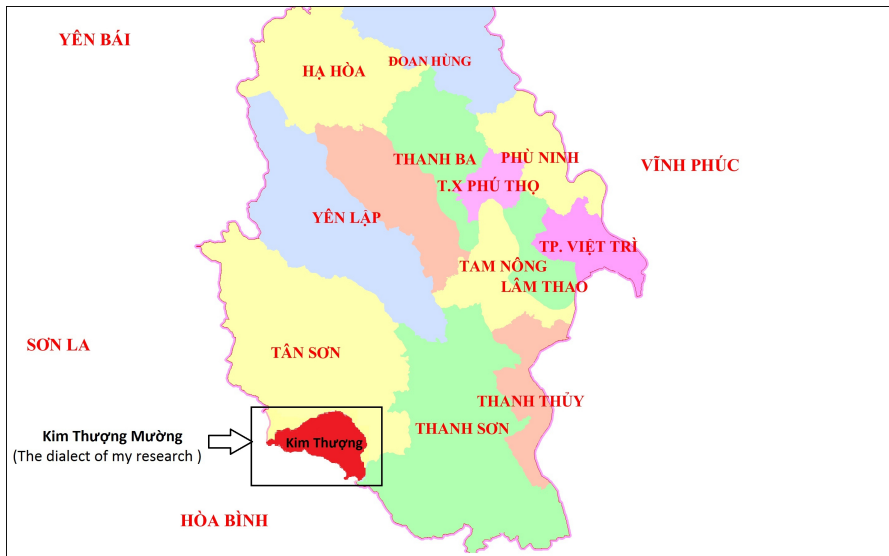 YÊN BÁI
ĐOAN HÙNG
HẠ HÒA
THANH BA
PHÙ NINH
VĨNH PHÚC
T.X PHÚ THỌ
YÊN LẬP
TP. VIỆT TRÌ
TAM NÔNG
LÂM THAO
SƠN LA
TÂN SƠN
THANH THỦY
THANH SƠN
Kim Thượng Mường
(The dialect of my research )
Kim Thượng
HÒA BÌNH